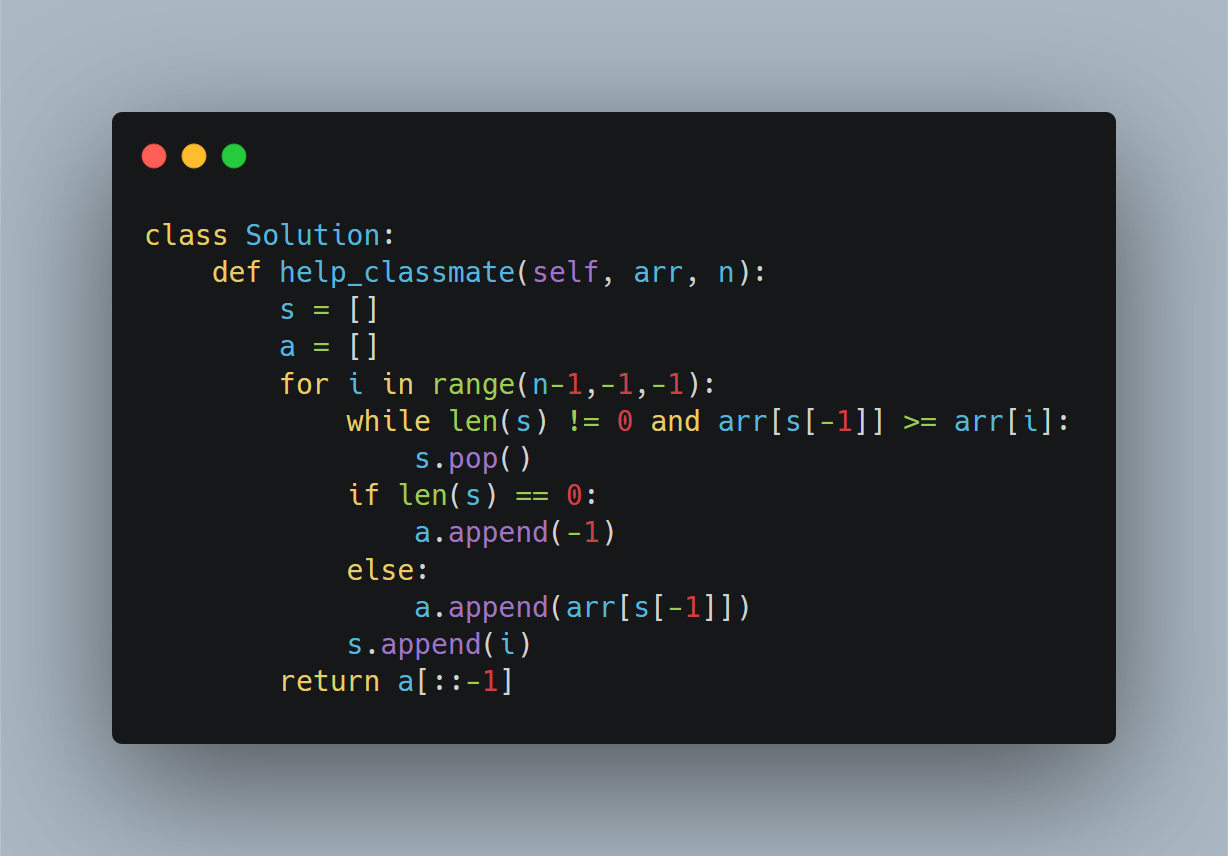 class Solution:
    def help_classmate(self, arr, n):
        s = []
        a = []
        for i in range(n-1,-1,-1):
            while len(s) != 0 and arr[s[-1]] >= arr[i]:
                s.pop()
            if len(s) == 0:
                a.append(-1)
            else:
                a.append(arr[s[-1]])
            s.append(i)
        return a[::-1]